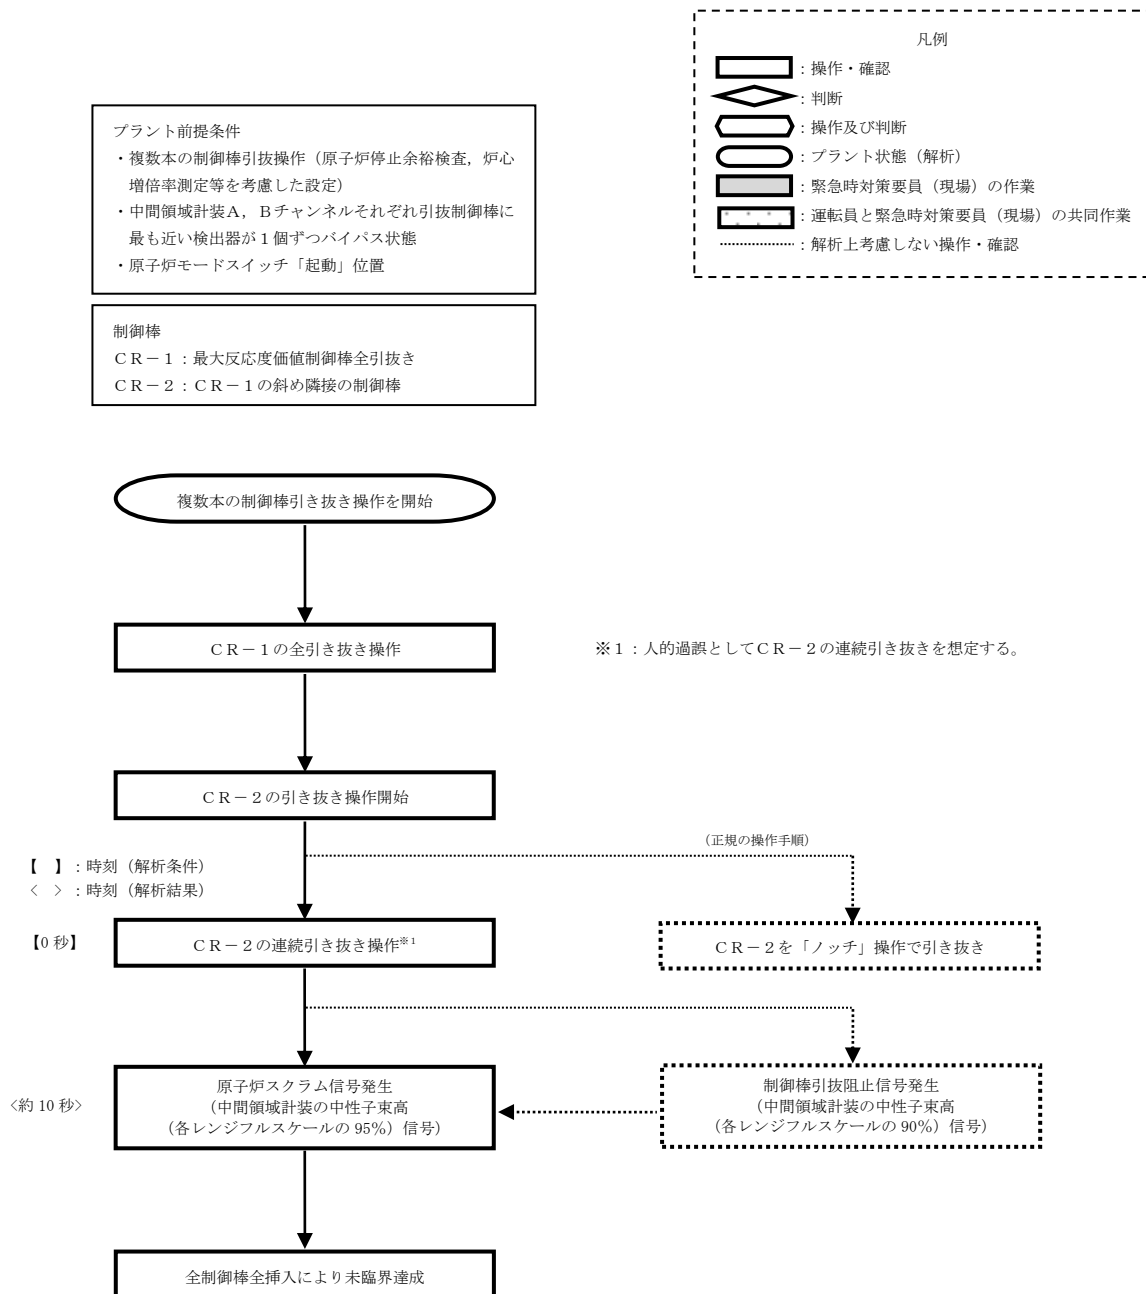 凡例
：操作・確認
：判断
：操作及び判断
：プラント状態（解析）
：緊急時対策要員（現場）の作業
：運転員と緊急時対策要員（現場）の共同作業
：解析上考慮しない操作・確認
プラント前提条件
・複数本の制御棒引抜操作（原子炉停止余裕検査，炉心
増倍率測定等を考慮した設定）
・中間領域計装Ａ，Ｂチャンネルそれぞれ引抜制御棒に
最も近い検出器が１個ずつバイパス状態
・原子炉モードスイッチ「起動」位置
制御棒
ＣＲ－１：最大反応度価値制御棒全引抜き
ＣＲ－２：ＣＲ－１の斜め隣接の制御棒
複数本の制御棒引き抜き操作を開始
ＣＲ－１の全引き抜き操作
※１：人的過誤としてＣＲ－２の連続引き抜きを想定する。
ＣＲ－２の引き抜き操作開始
（正規の操作手順）
【　】：時刻（解析条件）
＜　＞：時刻（解析結果）
【0 秒】
ＣＲ－２の連続引き抜き操作※1
ＣＲ－２を「ノッチ」操作で引き抜き
<約 10 秒>
原子炉スクラム信号発生
（中間領域計装の中性子束高
（各レンジフルスケールの 95%）信号）
制御棒引抜阻止信号発生
（中間領域計装の中性子束高
（各レンジフルスケールの 90%）信号）
全制御棒全挿入により未臨界達成